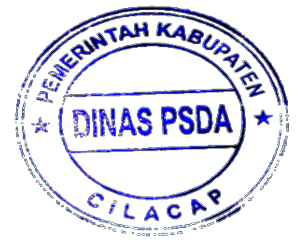 PEMERINTAH KABUPATEN
DINAS PSDA
CILACAP